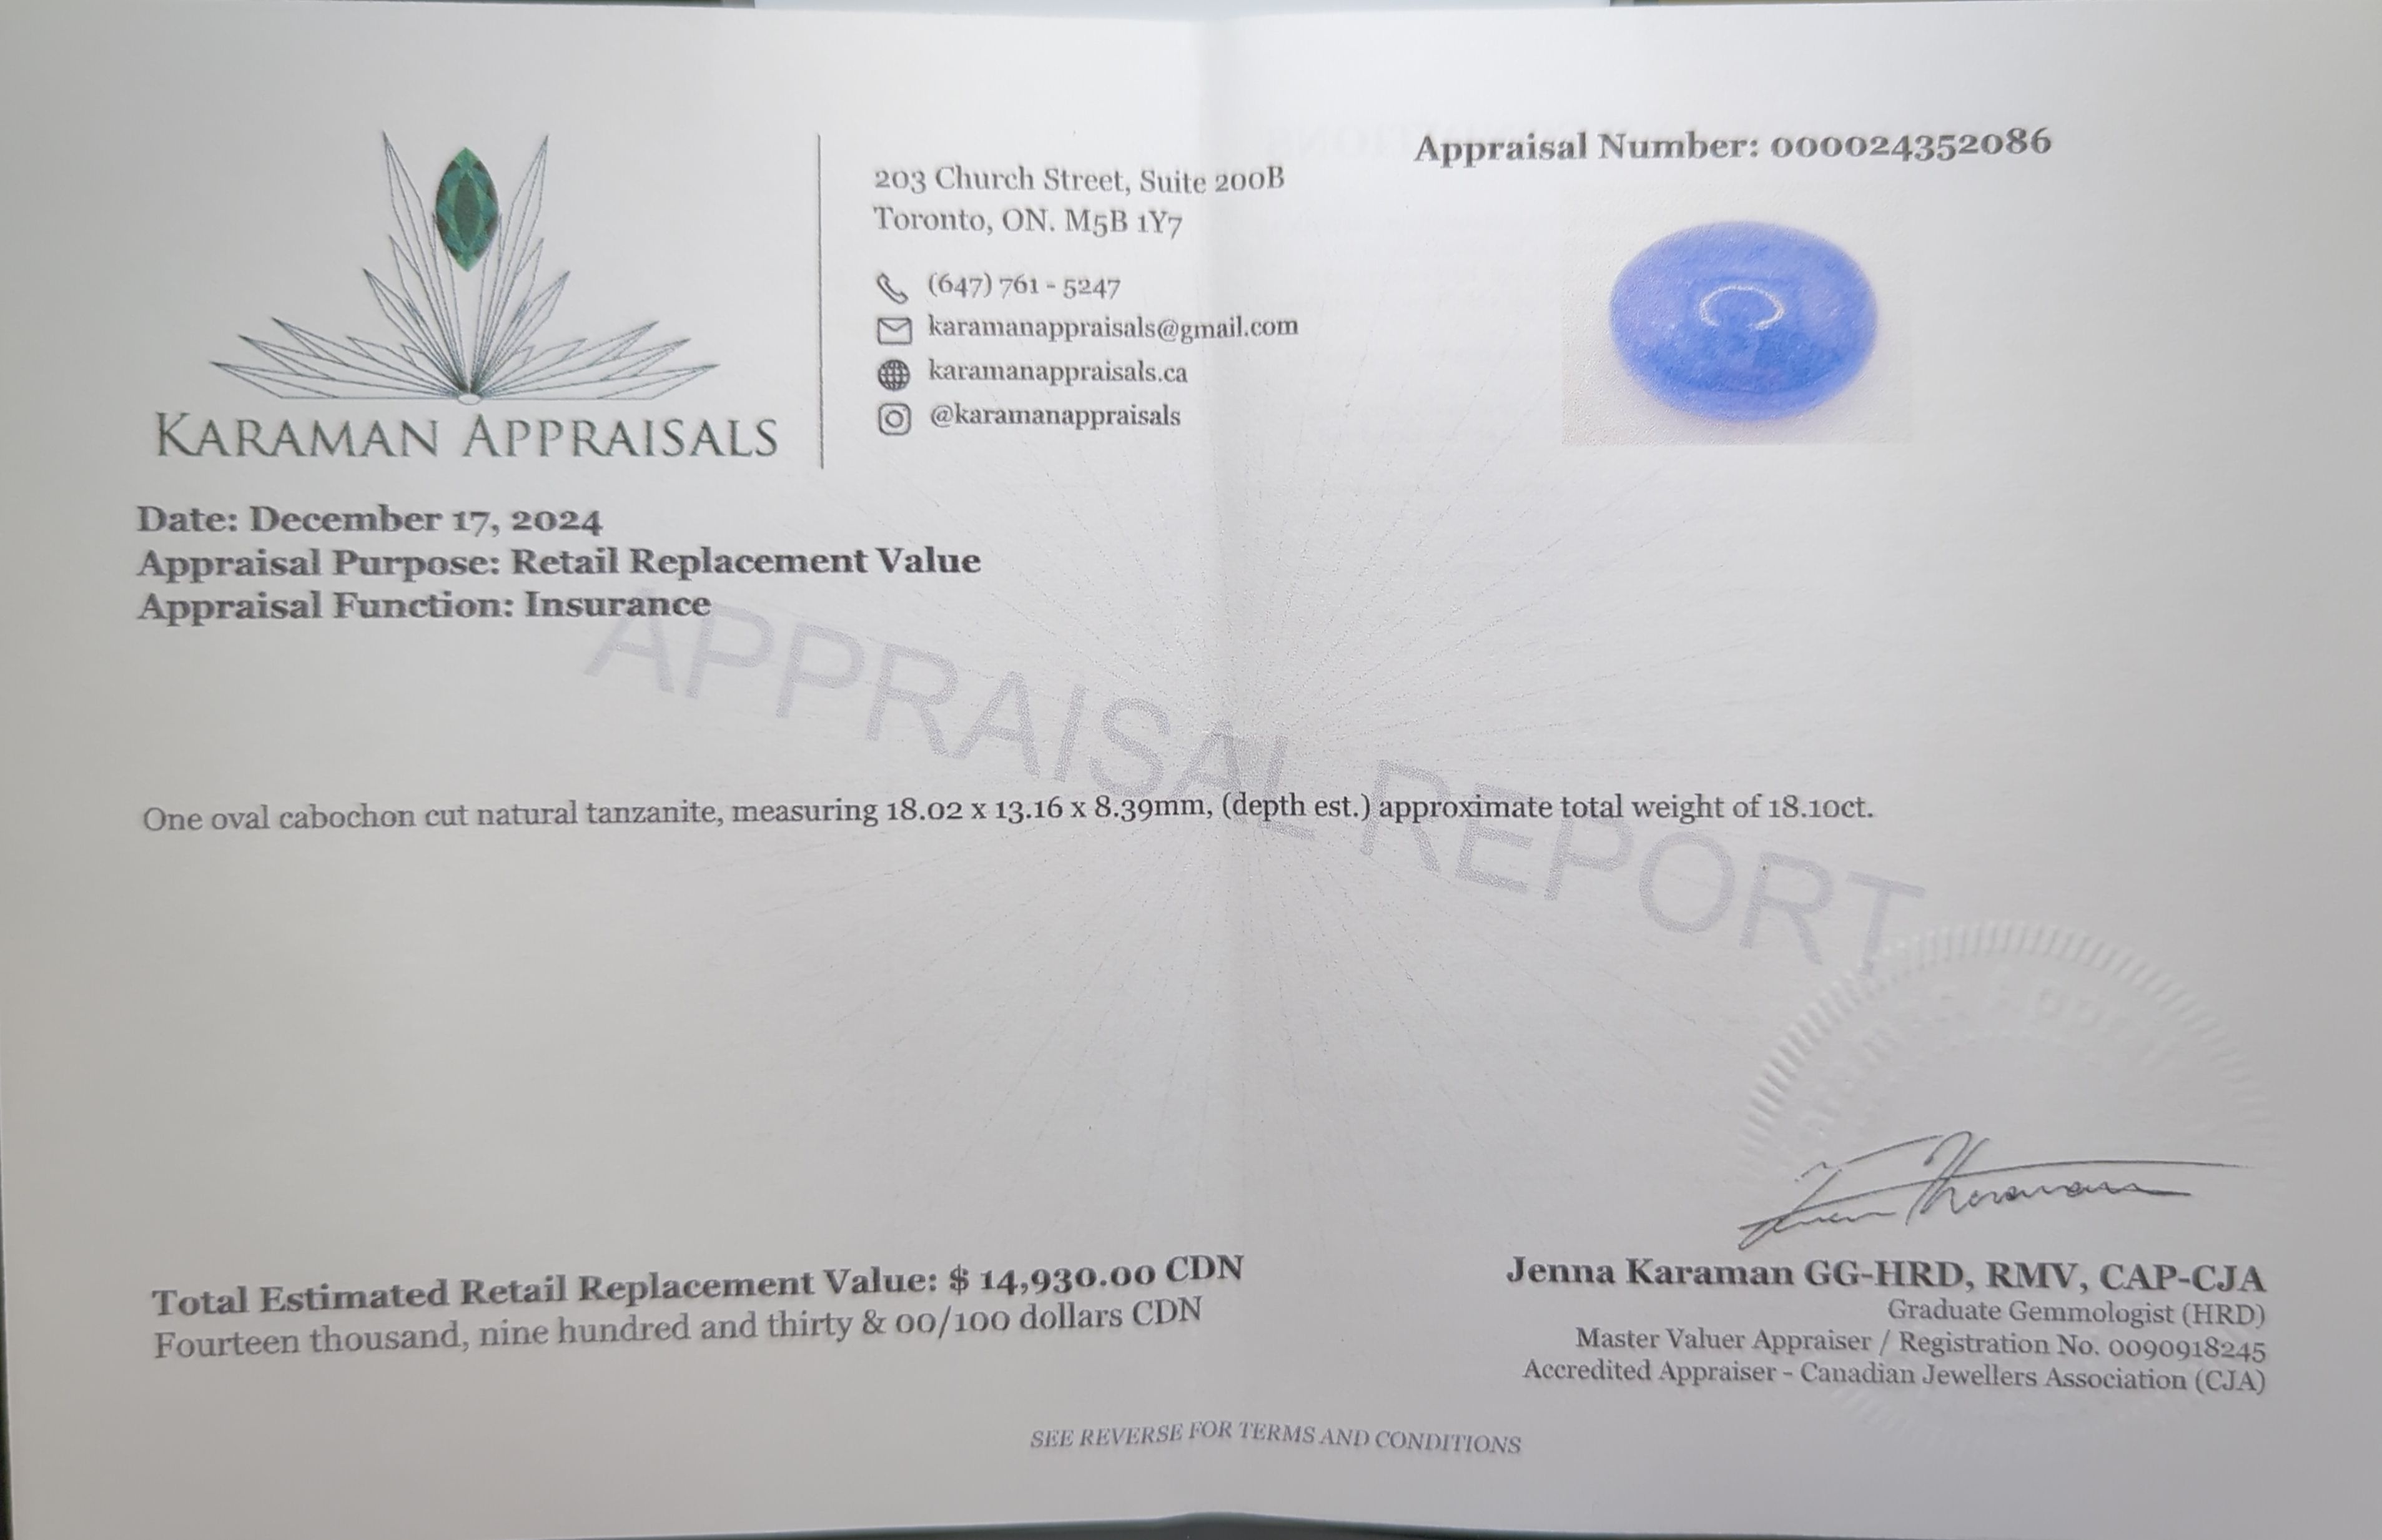 KARAMAN APPRAISALS
203 Church Street, Suite 200B
Toronto, ON. M5B 1Y7
(647) 761 - 5247
karamanappraisals@gmail.com
karamanappraisals.ca
@karamanappraisals
Appraisal Number: 000024352086
Date: December 17, 2024
Appraisal Purpose: Retail Replacement Value
Appraisal Function: Insurance
APPRAISAL REPORT
One oval cabochon cut natural tanzanite, measuring 18.02 x 13.16 x 8.39mm, (depth est.) approximate total weight of 18.10ct.
Total Estimated Retail Replacement Value: $ 14,930.00 CDN
Fourteen thousand, nine hundred and thirty & 00/100 dollars CDN
Jenna Karaman GG-HRD, RMV, CAP-CJA
Graduate Gemmologist (HRD)
Master Valuer Appraiser / Registration No. 0090918245
Accredited Appraiser - Canadian Jewellers Association (CJA)
SEE REVERSE FOR TERMS AND CONDITIONS